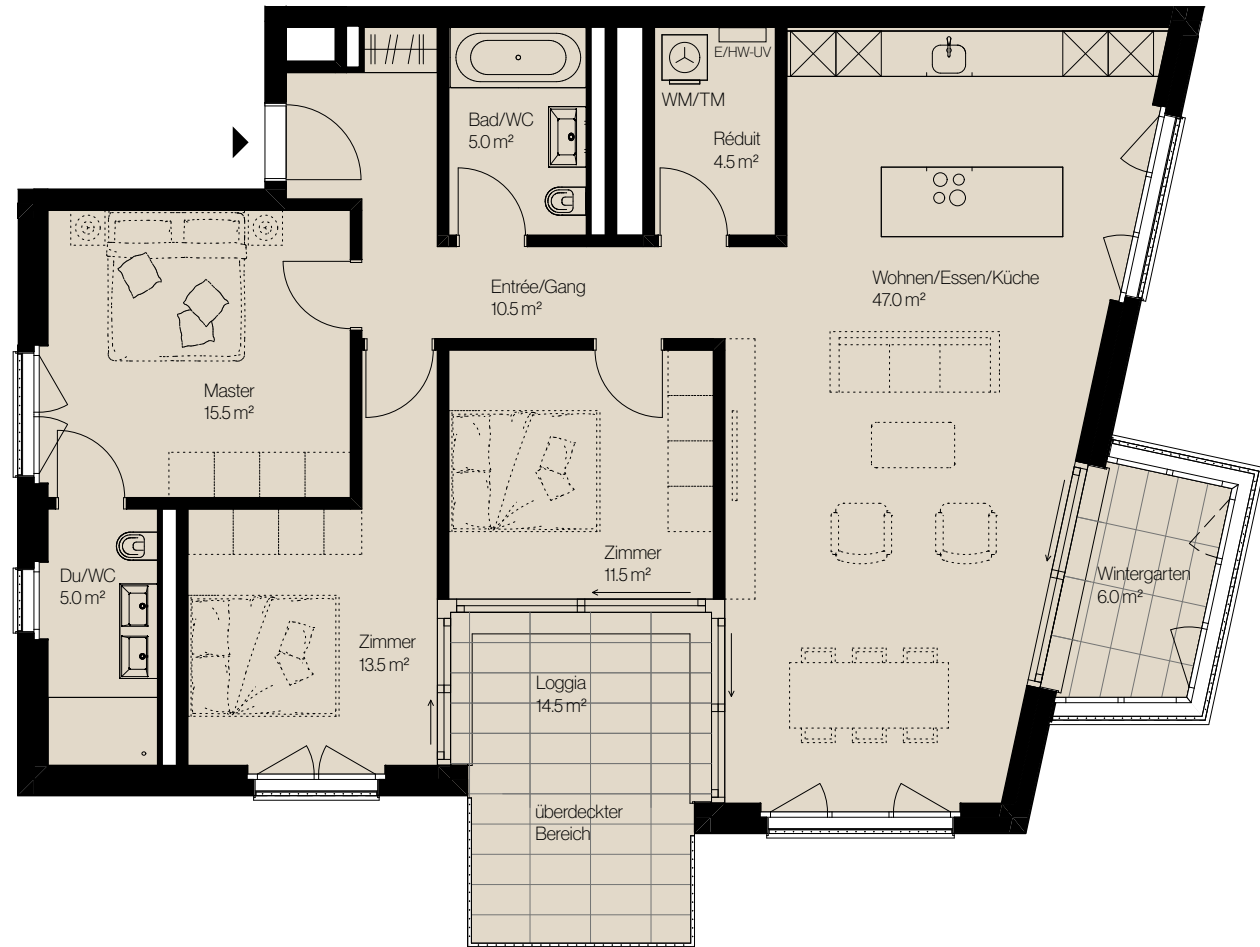 E/HW-UV
WM/TM
Bad/WC
5.0 m²
Réduit
4.5 m²
Entrée/Gang
10.5 m²
Wohnen/Essen/Küche
47.0 m²
Master
15.5 m²
Zimmer
11.5 m²
Du/WC
5.0 m²
Wintergarten
6.0 m²
Zimmer
13.5 m²
Loggia
14.5 m²
überdeckter
Bereich